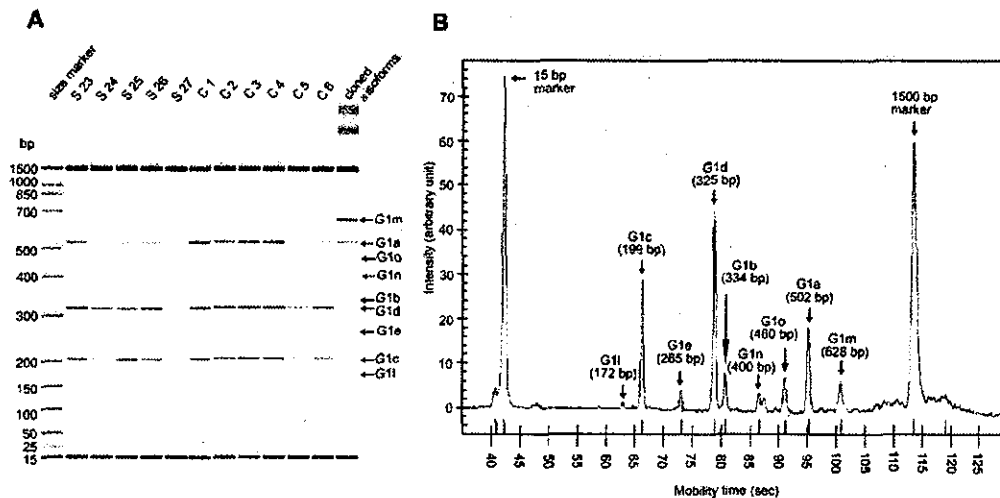 A
size marker
S 23
S 24
S 25
S 26
S 27
C 1
C 2
C 3
C 4
C 5
C 6
cloned
isoforms
bp
1500
1000
850
700
500
400
300
200
150
100
50
25
15
G1m
G1a
G1o
G1n
G1b
G1d
G1e
G1c
G1l
B
Intensity (arbitrary unit)
70
60
50
40
30
20
10
0
15 bp
marker
G1l
(172 bp)
G1c
(199 bp)
G1e
(265 bp)
G1d
(325 bp)
G1b
(334 bp)
G1n
(400 bp)
G1o
(460 bp)
G1a
(502 bp)
G1m
(628 bp)
1500 bp
marker
40
45
50
55
60
65
70
75
80
85
90
95
100
105
110
115
120
125
Mobility time (sec)